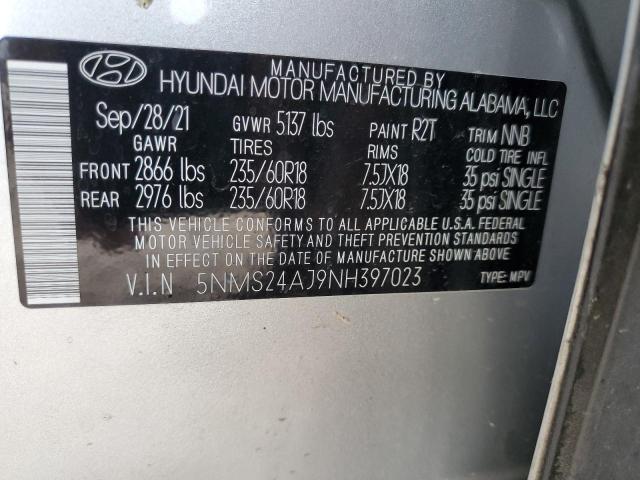 MANUFACTURED BY
HYUNDAI MOTOR MANUFACTURING ALABAMA, LLC
Sep/28/21 GVWR 5137 lbs PAINT R2T TRIM NNB
GAWR TIRES RIMS COLD TIRE INFL
FRONT 2866 lbs 235/60R18 7.5JX18 35 psi SINGLE
REAR 2976 lbs 235/60R18 7.5JX18 35 psi SINGLE
THIS VEHICLE CONFORMS TO ALL APPLICABLE U.S.A. FEDERAL
MOTOR VEHICLE SAFETY AND THEFT PREVENTION STANDARDS
IN EFFECT ON THE DATE OF MANUFACTURE SHOWN ABOVE.
V.I.N 5NMS24AJ9NH397023 TYPE: MPV